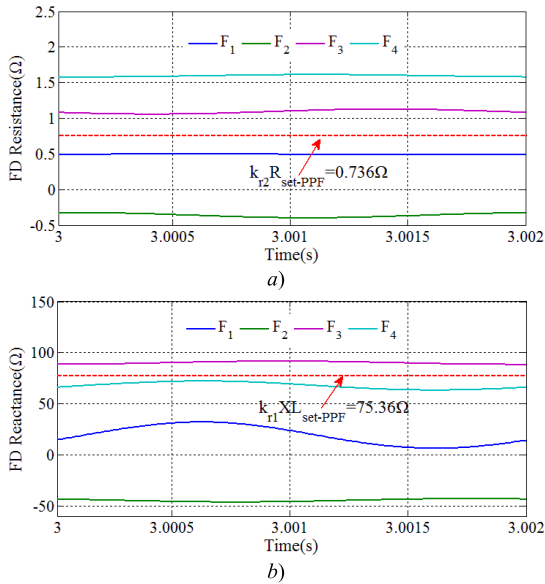 2.5
F1 F2 F3 F4
2
1.5
1
0.5
0
-0.5
FD Resistance(Ω)
kr2Rset-PPF=0.736Ω
3 3.0005 3.001 3.0015 3.002
Time(s)
a)
150
F1 F2 F3 F4
100
50
0
-50
FD Reactance(Ω)
kr1XLset-PPF=75.36Ω
3 3.0005 3.001 3.0015 3.002
Time(s)
b)